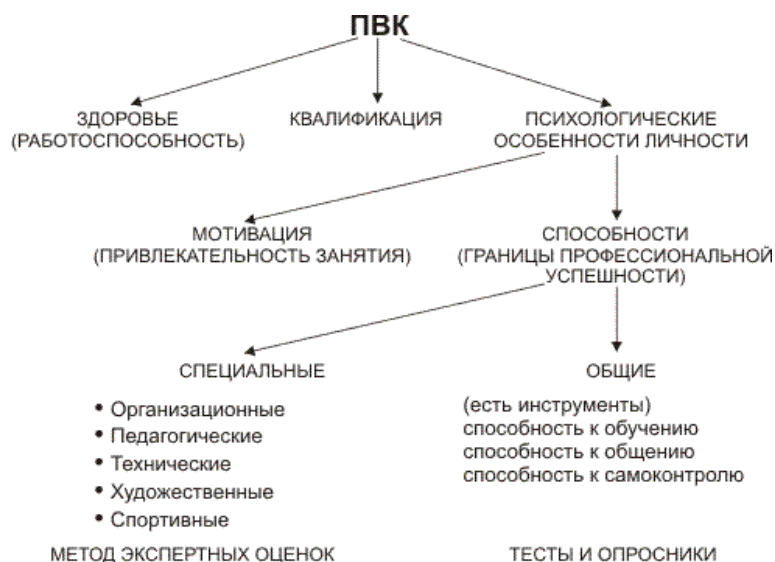 ПВК
ЗДОРОВЬЕ
(РАБОТОСПОСОБНОСТЬ)
КВАЛИФИКАЦИЯ
ПСИХОЛОГИЧЕСКИЕ
ОСОБЕННОСТИ ЛИЧНОСТИ
МОТИВАЦИЯ
(ПРИВЛЕКАТЕЛЬНОСТЬ ЗАНЯТИЯ)
СПОСОБНОСТИ
(ГРАНИЦЫ ПРОФЕССИОНАЛЬНОЙ
УСПЕШНОСТИ)
СПЕЦИАЛЬНЫЕ
• Организационные
• Педагогические
• Технические
• Художественные
• Спортивные
МЕТОД ЭКСПЕРТНЫХ ОЦЕНОК
ОБЩИЕ
(есть инструменты)
способность к обучению
способность к общению
способность к самоконтролю
ТЕСТЫ И ОПРОСНИКИ